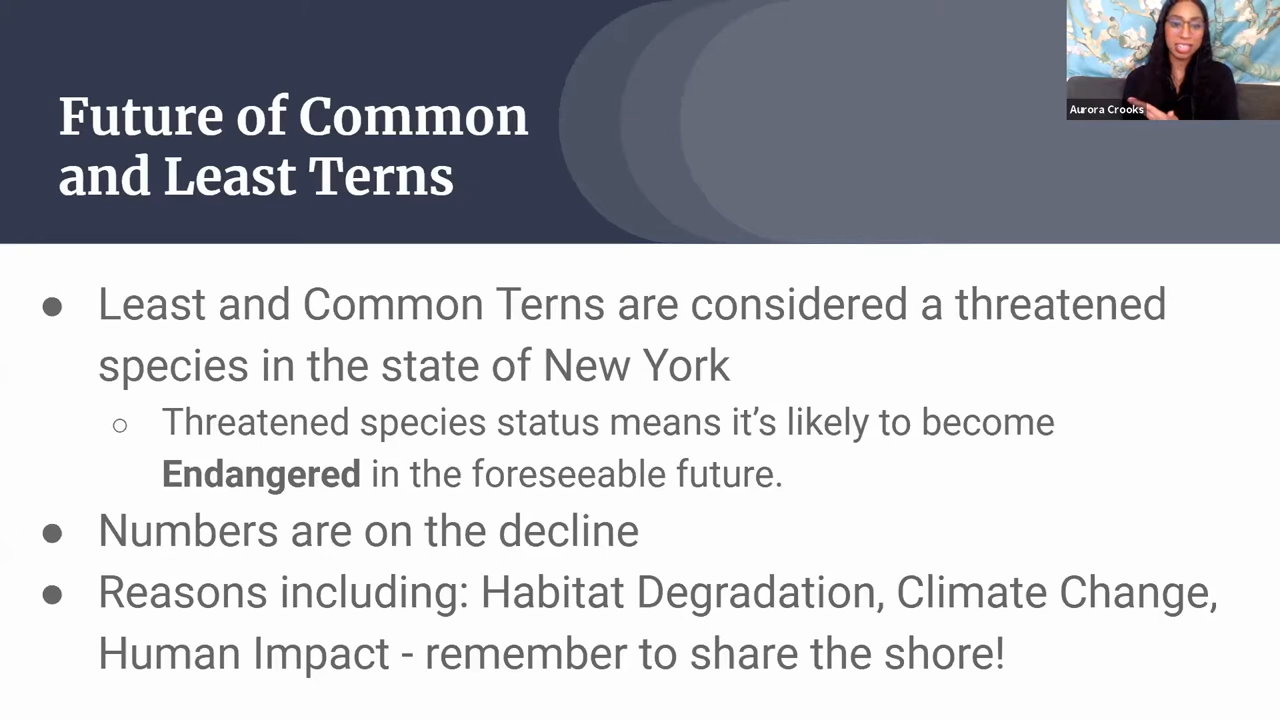 Future of Common
and Least Terns
Aurora Crooks
● Least and Common Terns are considered a threatened
species in the state of New York
○ Threatened species status means it's likely to become
Endangered in the foreseeable future.
● Numbers are on the decline
● Reasons including: Habitat Degradation, Climate Change,
Human Impact - remember to share the shore!